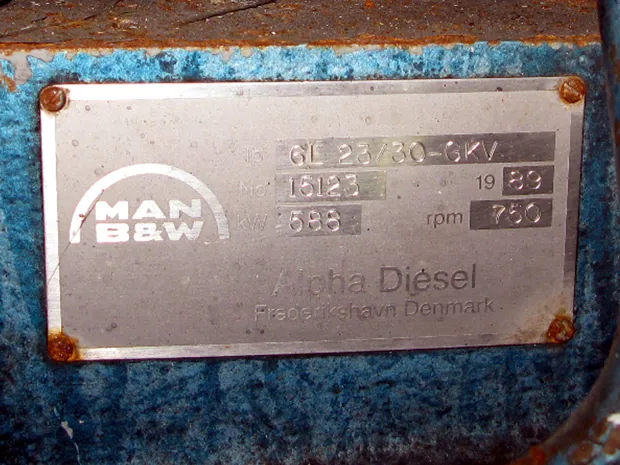 MAN
B&W
6L 23/30-GKV
No 15123 19 89
kW 588 rpm 750
Alpha Diesel
Frederikshavn Denmark